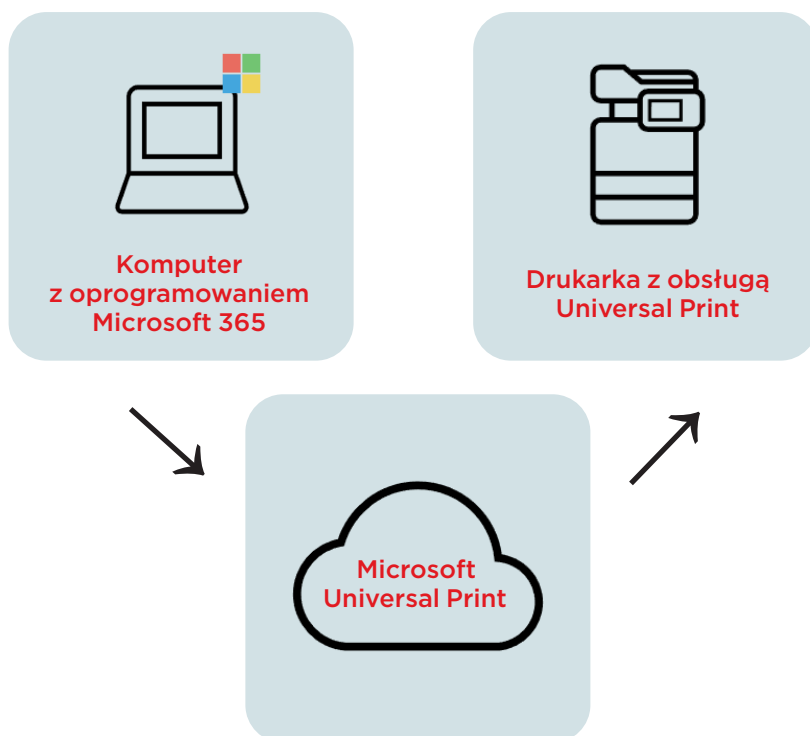 Komputer
z oprogramowaniem
Microsoft 365
Drukarka z obsługą
Universal Print
Microsoft
Universal Print